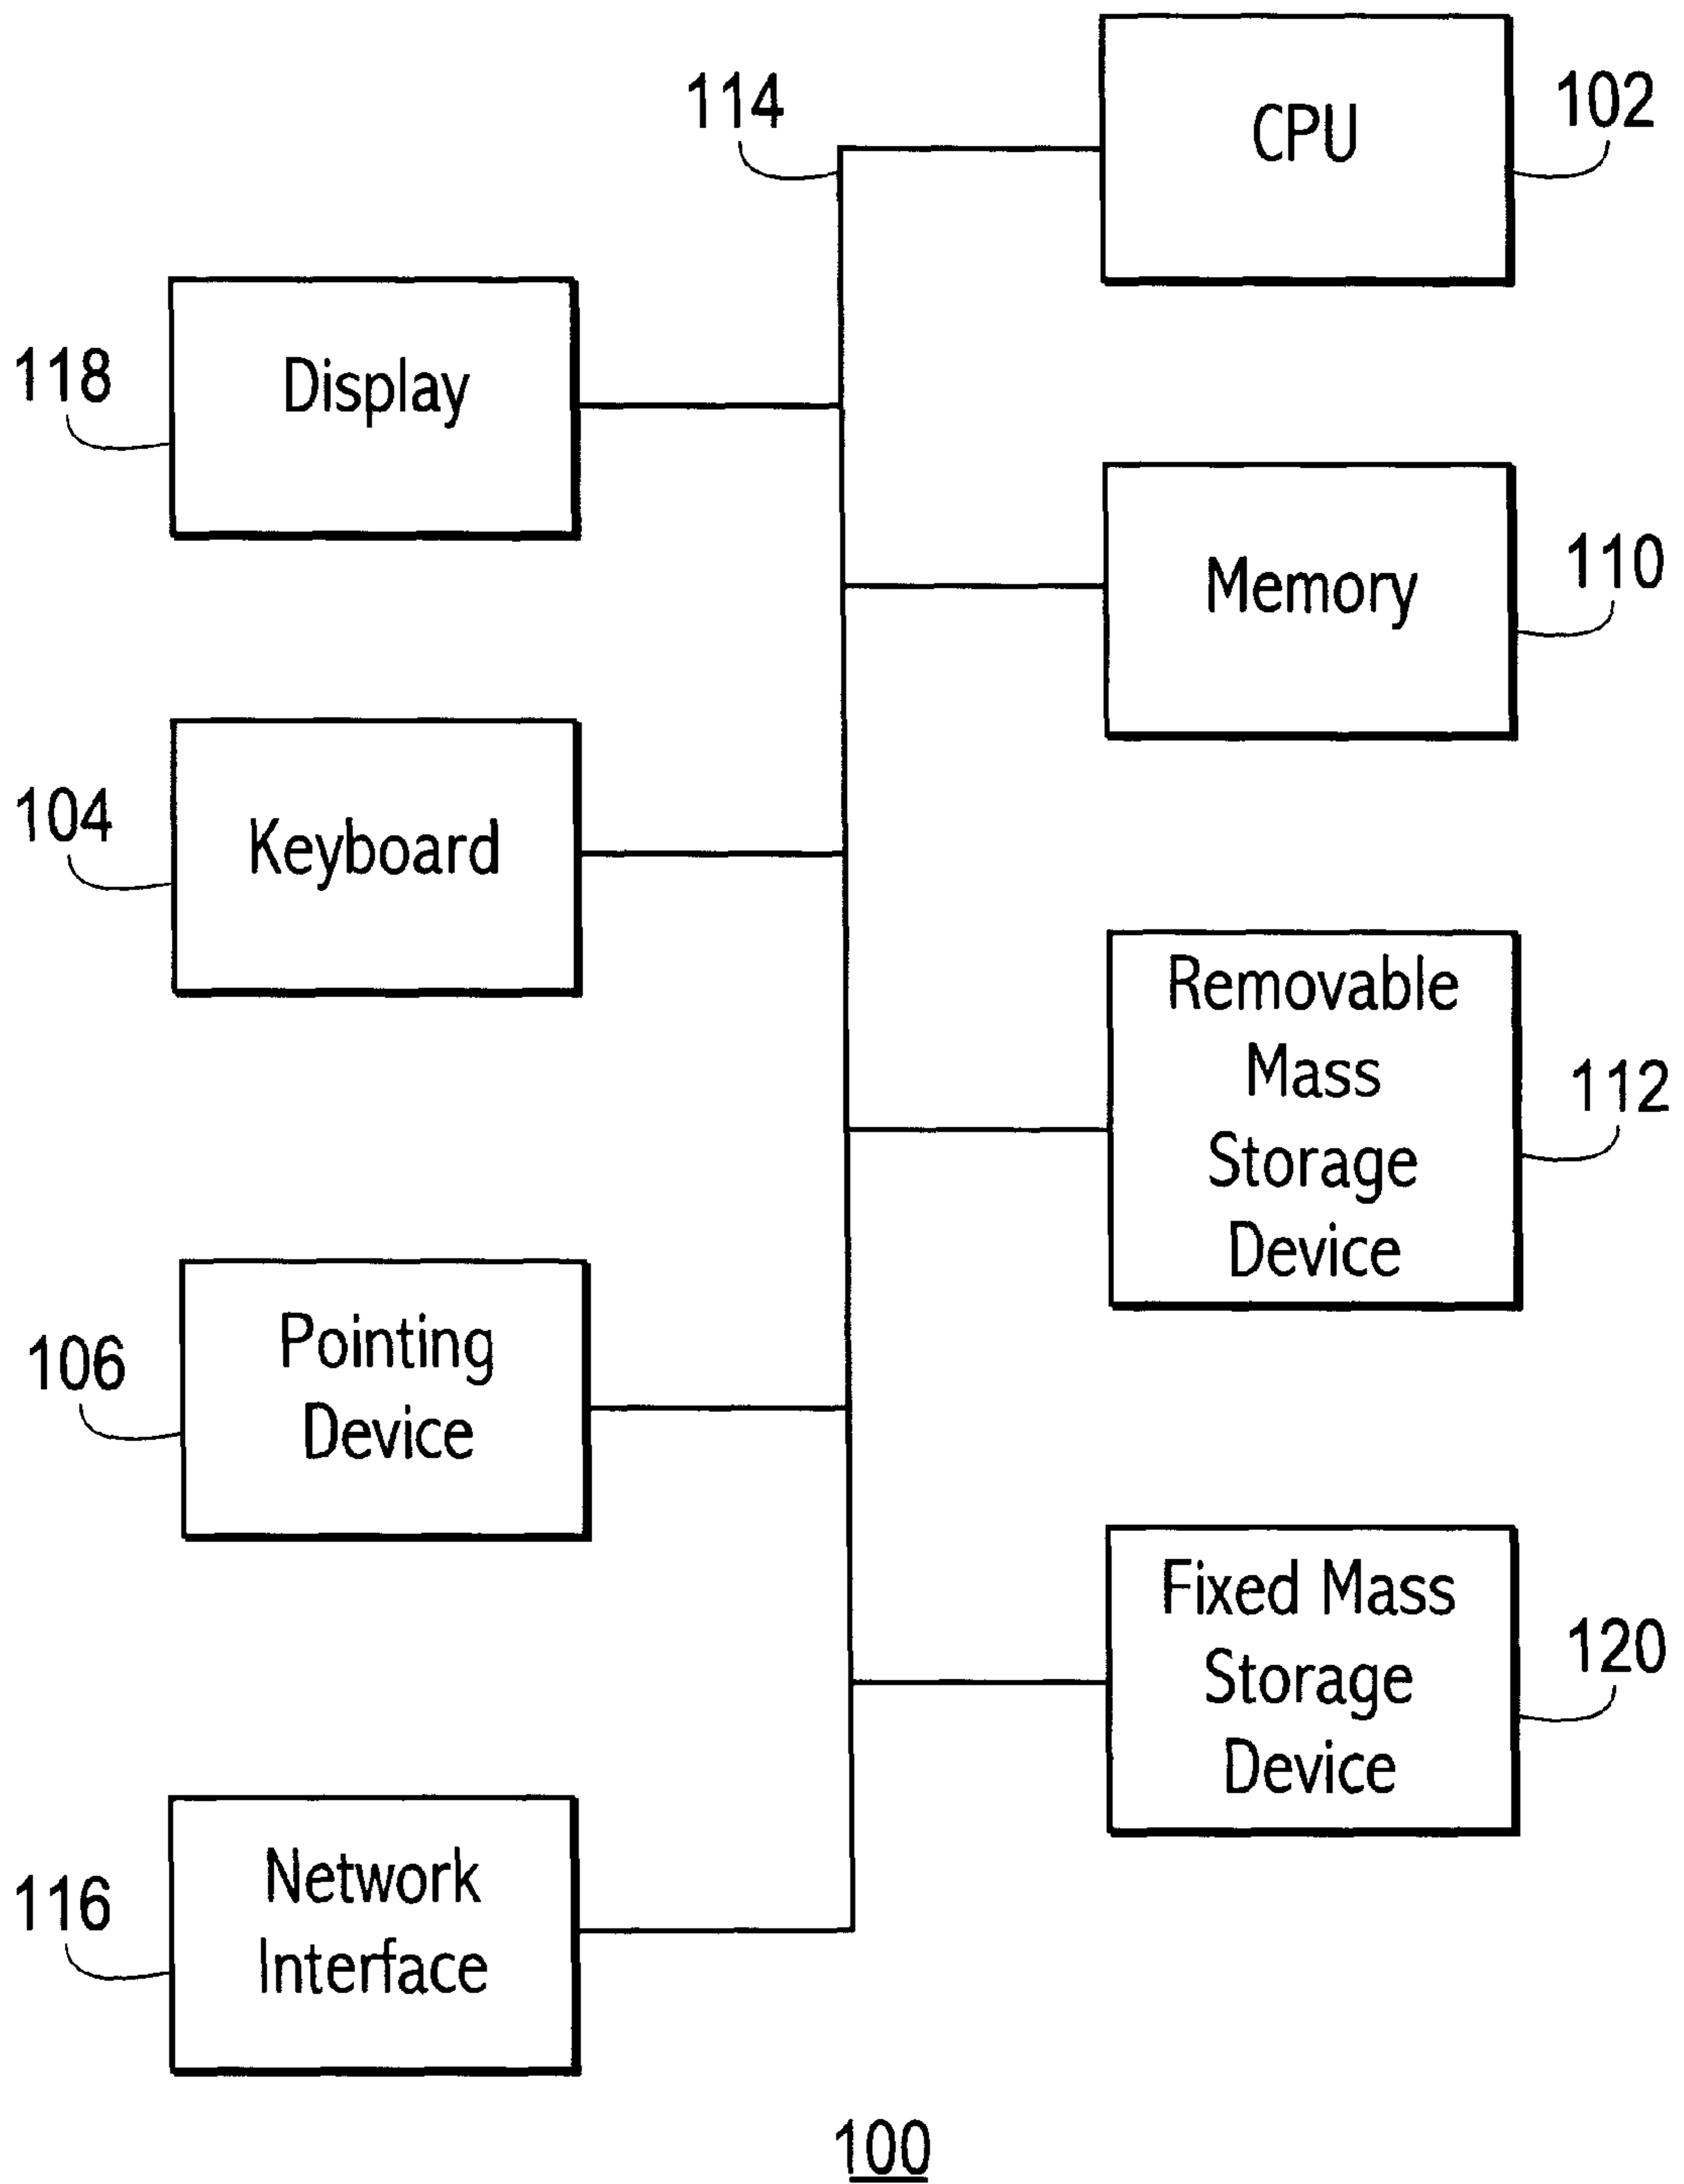 114
CPU
102
118
Display
Memory
110
104
Keyboard
Removable
Mass
Storage
Device
112
106
Pointing
Device
Fixed Mass
Storage
Device
120
116
Network
Interface
100